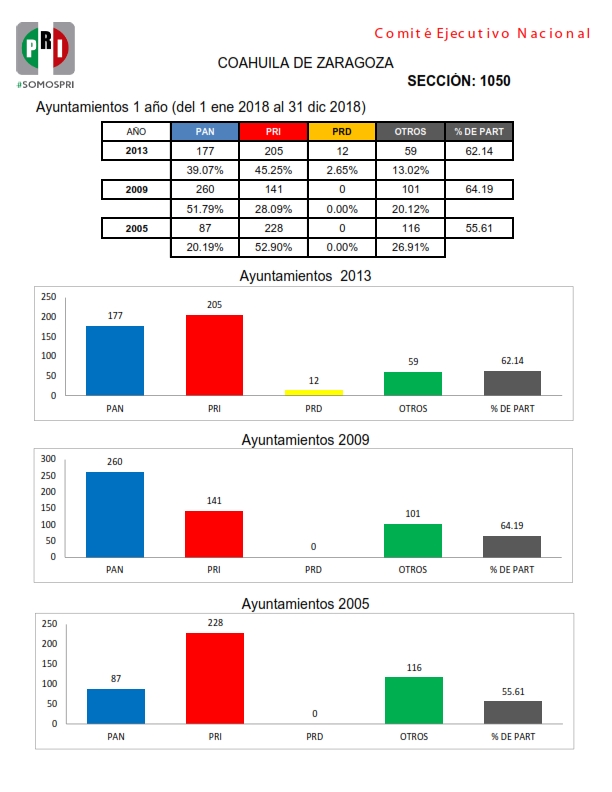 Comité Ejecutivo Nacional
PRI
#SOMOSPRI
COAHUILA DE ZARAGOZA
SECCIÓN: 1050
Ayuntamientos 1 año (del 1 ene 2018 al 31 dic 2018)
AÑO PAN PRI PRD OTROS % DE PART
2013 177 205 12 59 62.14
39.07% 45.25% 2.65% 13.02%
2009 260 141 0 101 64.19
51.79% 28.09% 0.00% 20.12%
2005 87 228 0 116 55.61
20.19% 52.90% 0.00% 26.91%
Ayuntamientos 2013
250
200
150
100
50
0
177 205 12 59 62.14
PAN PRI PRD OTROS % DE PART
Ayuntamientos 2009
300
250
200
150
100
50
0
260 141 0 101 64.19
PAN PRI PRD OTROS % DE PART
Ayuntamientos 2005
250
200
150
100
50
0
87 228 0 116 55.61
PAN PRI PRD OTROS % DE PART